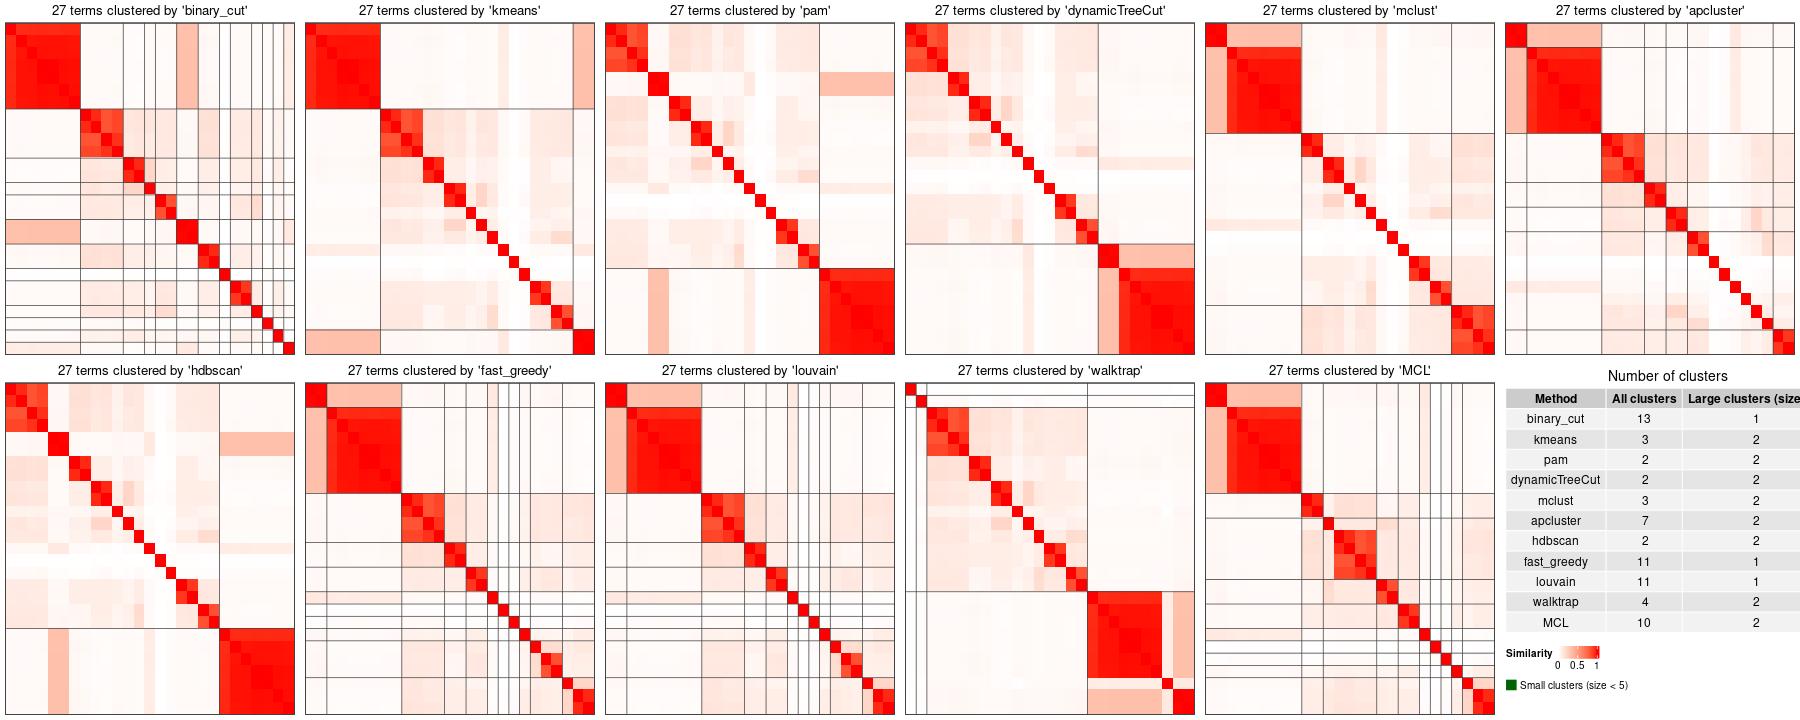 27 terms clustered by 'binary_cut'
27 terms clustered by 'kmeans'
27 terms clustered by 'pam'
27 terms clustered by 'dynamicTreeCut'
27 terms clustered by 'mclust'
27 terms clustered by 'apcluster'
27 terms clustered by 'hdbscan'
27 terms clustered by 'fast_greedy'
27 terms clustered by 'louvain'
27 terms clustered by 'walktrap'
27 terms clustered by 'MCL'
Number of clusters
Method All clusters Large clusters (size
binary_cut 13 1
kmeans 3 2
pam 2 2
dynamicTreeCut 2 2
mclust 3 2
apcluster 7 2
hdbscan 2 2
fast_greedy 11 1
louvain 11 1
walktrap 4 2
MCL 10 2
Similarity
0 0.5 1
Small clusters (size < 5)